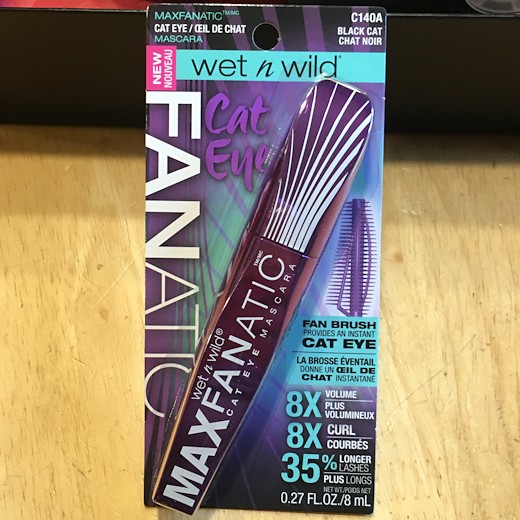 MAXFANATIC™/MC
CAT EYE / ŒIL DE CHAT
MASCARA
C140A
BLACK CAT
CHAT NOIR
NEW
NOUVEAU
wet n wild®
Cat
Eye
FANATIC
wet n wild®
MAXFANATIC™/MC
CAT EYE MASCARA
FAN BRUSH
PROVIDES AN INSTANT
CAT EYE
LA BROSSE ÉVENTAIL
DONNE UN ŒIL DE
CHAT INSTANTANÉ
8X VOLUME
PLUS
VOLUMINEUX
8X CURL
COURBÉS
35% LONGER
LASHES
PLUS LONGS
NET WT/POIDS NET
0.27 FL.OZ./8 mL